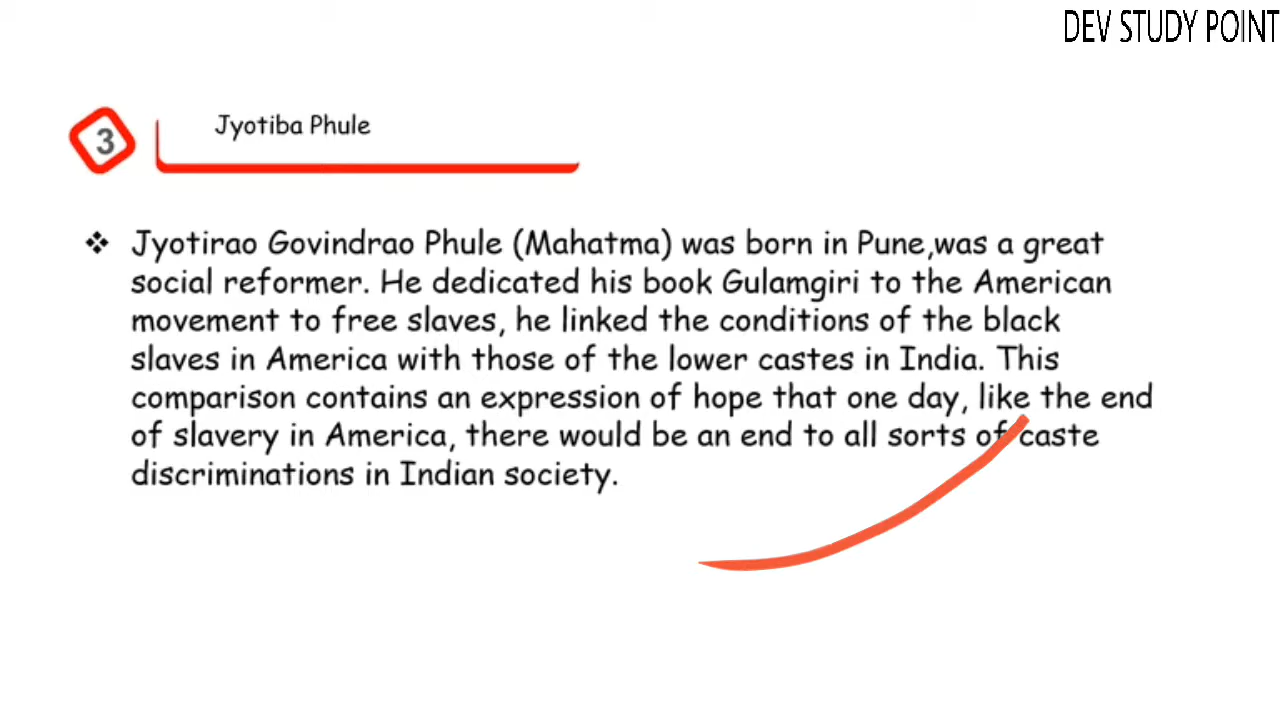 DEV STUDY POINT
3
Jyotiba Phule
❖ Jyotirao Govindrao Phule (Mahatma) was born in Pune,was a great
social reformer. He dedicated his book Gulamgiri to the American
movement to free slaves, he linked the conditions of the black
slaves in America with those of the lower castes in India. This
comparison contains an expression of hope that one day, like the end
of slavery in America, there would be an end to all sorts of caste
discriminations in Indian society.